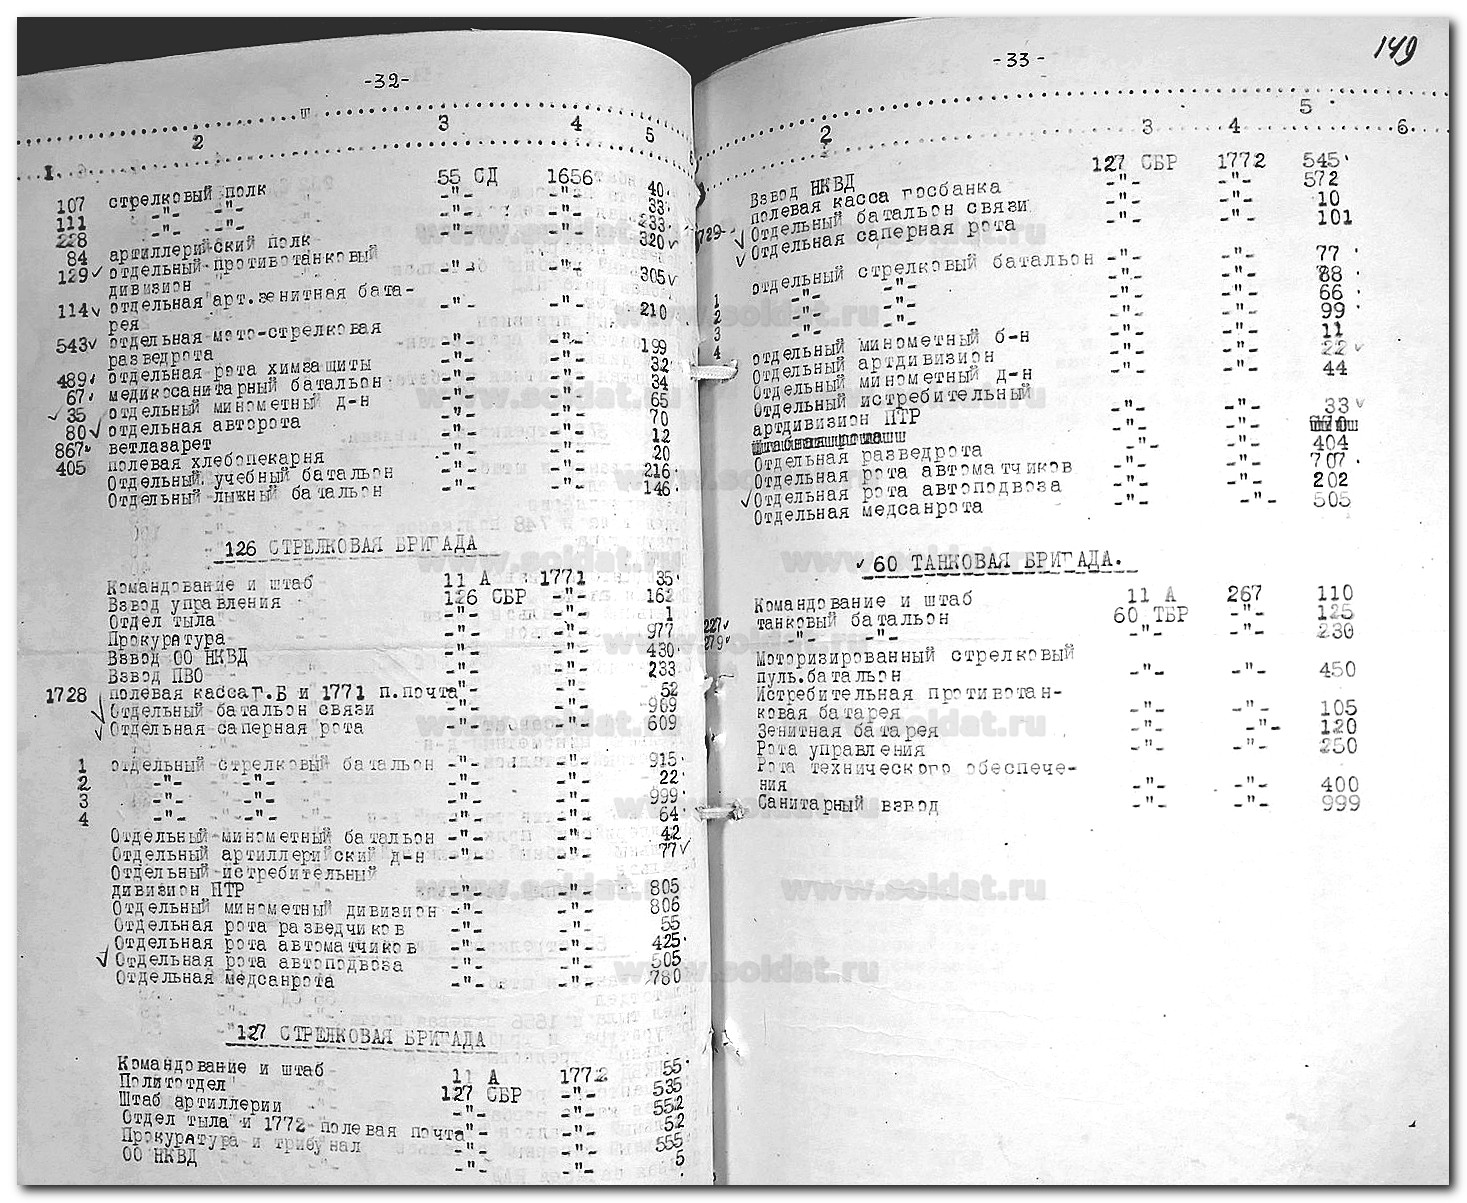 -32-
1 2 3 4 5
107 стрелковый полк 55 СД 1656 40
111 -"- -"- -"- -"- 33
228 -"- -"- -"- -"- 233
84 артиллерийский полк -"- -"- 320
129 отдельный противотанковый
дивизион -"- -"- 305
114 отдельная арт.зенитная бата-
рея -"- -"- 210
543 отдельная мото-стрелковая
разведрота -"- -"- 199
489 отдельная рота химзащиты -"- -"- 32
67 медикосанитарный батальон -"- -"- 34
35 отдельный минометный д-н -"- -"- 65
80 отдельная авторота -"- -"- 70
867 ветлазарет -"- -"- 12
405 полевая хлебопекарня -"- -"- 20
Отдельный учебный батальон -"- -"- 216
Отдельный лыжный батальон -"- -"- 146
126 СТРЕЛКОВАЯ БРИГАДА
Командование и штаб 11 А 1771 35
Взвод управления 126 СБР -"- 162
Отдел тыла -"- -"- 1
Прокуратура -"- -"- 977
Взвод ОО НКВД -"- -"- 430
Взвод ПВО -"- -"- 233
1728 полевая касса Г.Б и 1771 п.почта -"- -"- 52
Отдельный батальон связи -"- -"- 969
Отдельная саперная рота -"- -"- 609
1 отдельный стрелковый батальон -"- -"- 915
2 -"- -"- -"- -"- 22
3 -"- -"- -"- -"- 999
4 -"- -"- -"- -"- 64
Отдельный минометный батальон -"- -"- 42
Отдельный артиллерийский д-н -"- -"- 77
Отдельный истребительный
дивизион ПТР -"- -"- 805
Отдельный минометный дивизион -"- -"- 806
Отдельная рота разведчиков -"- -"- 55
Отдельная рота автоматчиков -"- -"- 425
Отдельная рота автоподвоза -"- -"- 505
Отдельная медсанрота -"- -"- 780
127 СТРЕЛКОВАЯ БРИГАДА
Командование и штаб 11 А 1772 55
Политотдел 127 СБР -"- 535
Штаб артиллерии -"- -"- 552
Отдел тыла и 1772 полевая почта -"- -"- 52
Прокуратура и трибунал -"- -"- 555
ОО НКВД -"- -"- 5
149
-33-
2 3 4 5 6
Взвод НКВД 127 СБР 1772 545
1729 полевая касса госбанка -"- -"- 572
Отдельный батальон связи -"- -"- 10
Отдельная саперная рота -"- -"- 101
1 отдельный стрелковый батальон -"- -"- 77
2 -"- -"- -"- -"- 88
3 -"- -"- -"- -"- 66
4 -"- -"- -"- -"- 99
отдельный минометный б-н -"- -"- 11
Отдельный артдивизион -"- -"- 22
Отдельный минометный д-н -"- -"- 44
Отдельный истребительный
артдивизион ПТР -"- -"- 33
Отдельная разведрота -"- -"- 404
Отдельная рота автоматчиков -"- -"- 707
Отдельная рота автоподвоза -"- -"- 202
Отдельная медсанрота -"- -"- 505
60 ТАНКОВАЯ БРИГАДА.
Командование и штаб 11 А 267 110
227 танковый батальон 60 ТБР -"- 125
279 -"- -"- -"- -"- 230
Моторизированный стрелковый
пуль.батальон -"- -"- 450
Истребительная противотан-
ковая батарея -"- -"- 105
Зенитная батарея -"- -"- 120
Рота управления -"- -"- 250
Рота технического обеспече-
ния -"- -"- 400
Санитарный взвод -"- -"- 999
www.soldat.ru